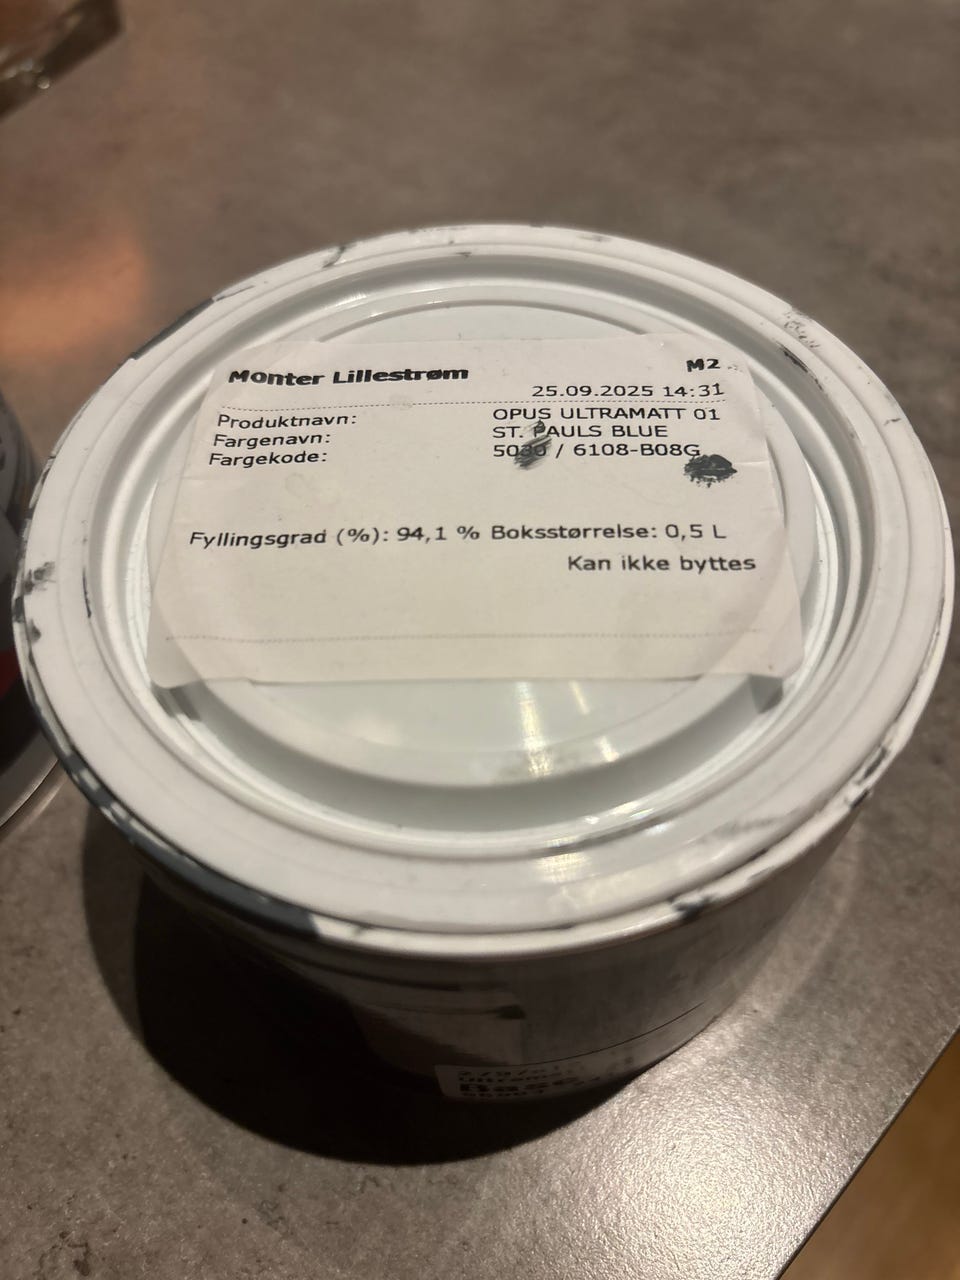 Monter Lillestrøm M2
25.09.2025 14:31
Produktnavn: OPUS ULTRAMATT 01
Fargenavn: ST. PAULS BLUE
Fargekode: / 6108-B08G
Fyllingsgrad (%): 94,1 % Boksstørrelse: 0,5 L
Kan ikke byttes
Base